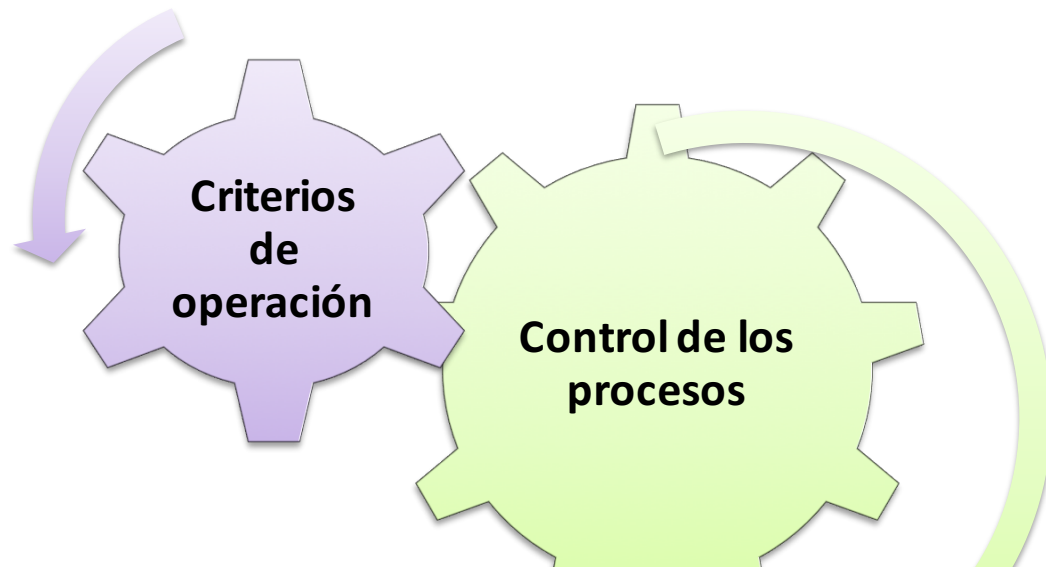 Criterios
de
operación
Control de los
procesos